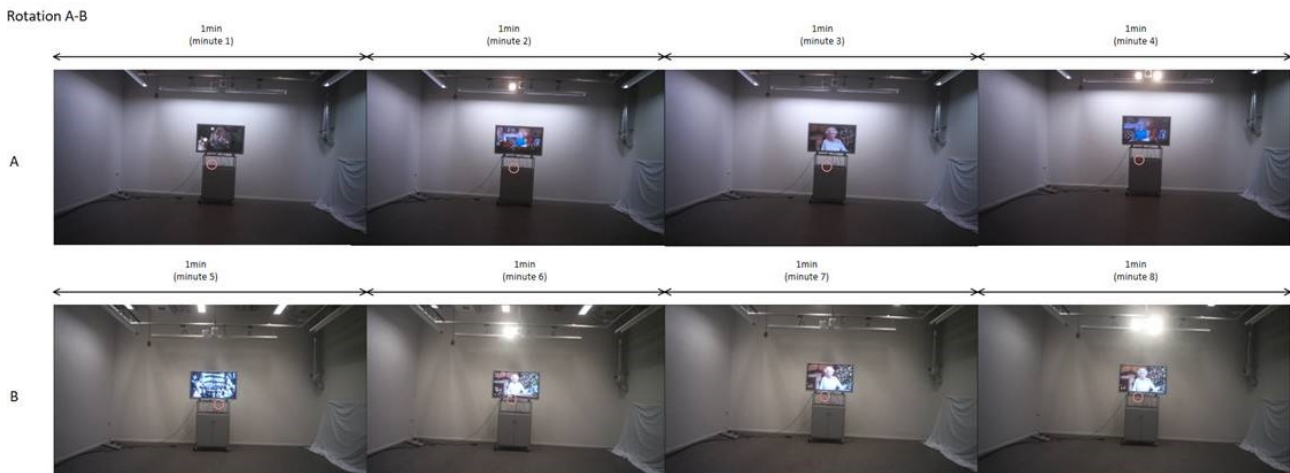 Rotation A-B
1min
(minute 1)
1min
(minute 2)
1min
(minute 3)
1min
(minute 4)
A
1min
(minute 5)
1min
(minute 6)
1min
(minute 7)
1min
(minute 8)
B